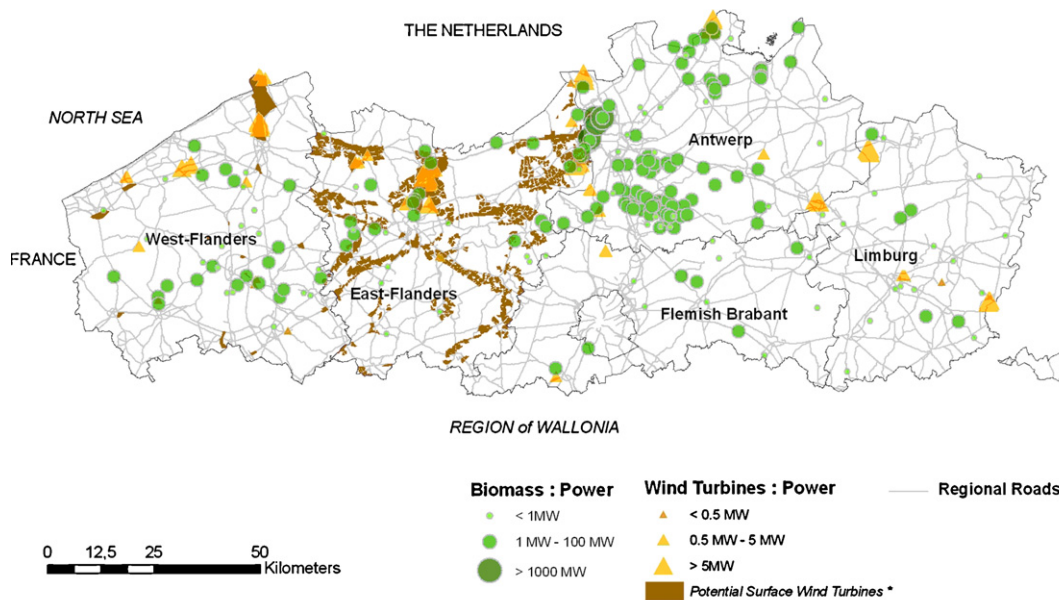 THE NETHERLANDS
NORTH SEA
Antwerp
West-Flanders
FRANCE
Limburg
East-Flanders
Flemish Brabant
REGION of WALLONIA
Biomass : Power
< 1MW
1 MW - 100 MW
> 1000 MW
Wind Turbines : Power
< 0.5 MW
0.5 MW - 5 MW
> 5MW
Potential Surface Wind Turbines *
Regional Roads
0 12,5 25 50
Kilometers